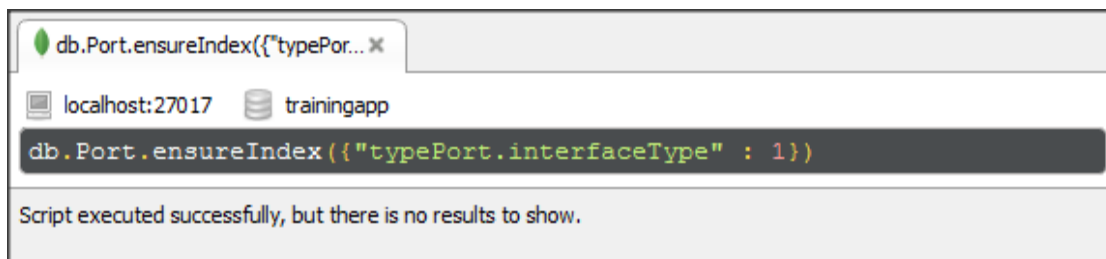 db.Port.ensureIndex({"typePor...
localhost:27017 trainingapp
db.Port.ensureIndex({"typePort.interfaceType" : 1})
Script executed successfully, but there is no results to show.